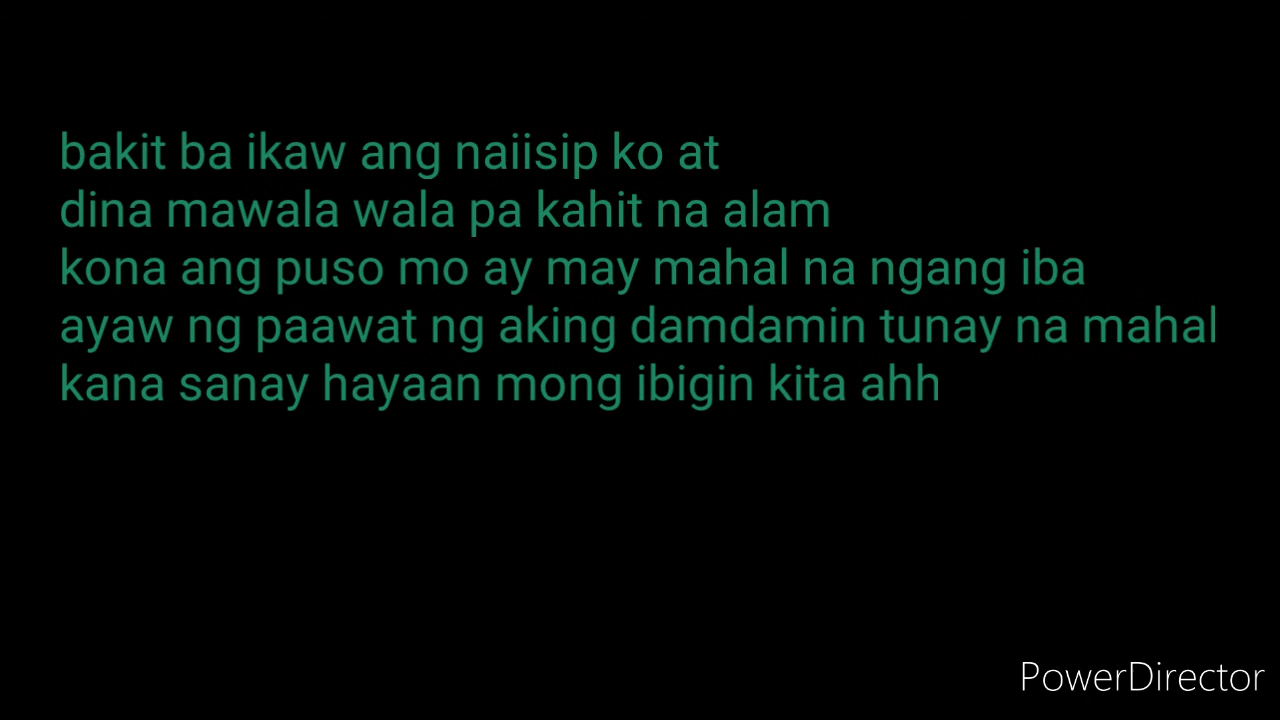 bakit ba ikaw ang naiisip ko at
dina mawala wala pa kahit na alam
kona ang puso mo ay may mahal na ngang iba
ayaw ng paawat ng aking damdamin tunay na mahal
kana sanay hayaan mong ibigin kita ahh
PowerDirector